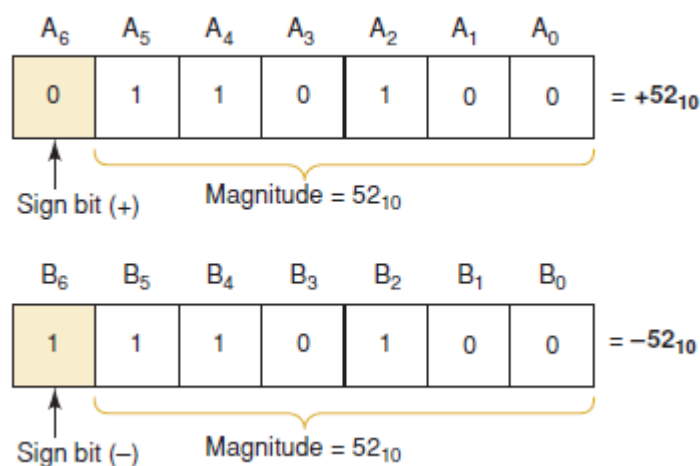 A₆ A₅ A₄ A₃ A₂ A₁ A₀
0 1 1 0 1 0 0 = +52₁₀
Sign bit (+) Magnitude = 52₁₀
B₆ B₅ B₄ B₃ B₂ B₁ B₀
1 1 1 0 1 0 0 = –52₁₀
Sign bit (–) Magnitude = 52₁₀